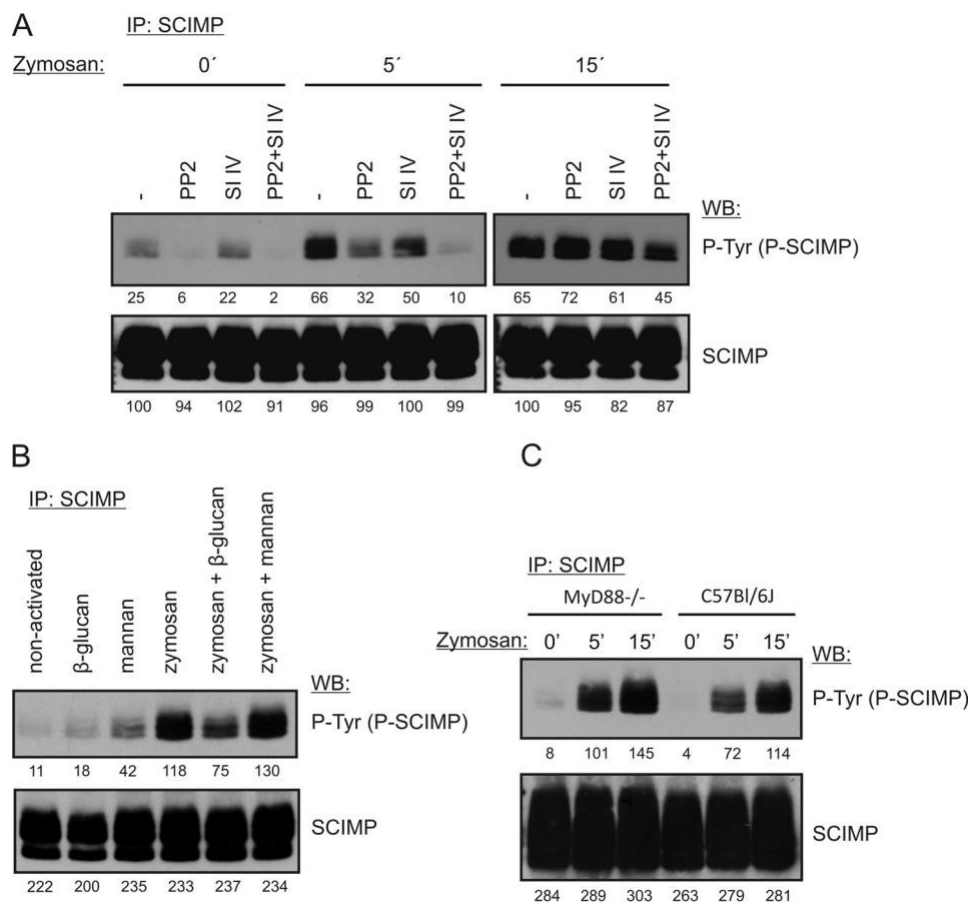 A
IP: SCIMP
Zymosan: 0´ 5' 15'
- PP2 SI IV PP2+SI IV - PP2 SI IV PP2+SI IV - PP2 SI IV PP2+SI IV
WB:
P-Tyr (P-SCIMP)
25 6 22 2 66 32 50 10 65 72 61 45
SCIMP
100 94 102 91 96 99 100 99 100 95 82 87
B
IP: SCIMP
non-activated β-glucan mannan zymosan zymosan + β-glucan zymosan + mannan
WB:
P-Tyr (P-SCIMP)
11 18 42 118 75 130
SCIMP
222 200 235 233 237 234
C
IP: SCIMP
MyD88-/- C57Bl/6J
Zymosan: 0’ 5’ 15’ 0’ 5’ 15’
WB:
P-Tyr (P-SCIMP)
8 101 145 4 72 114
SCIMP
284 289 303 263 279 281